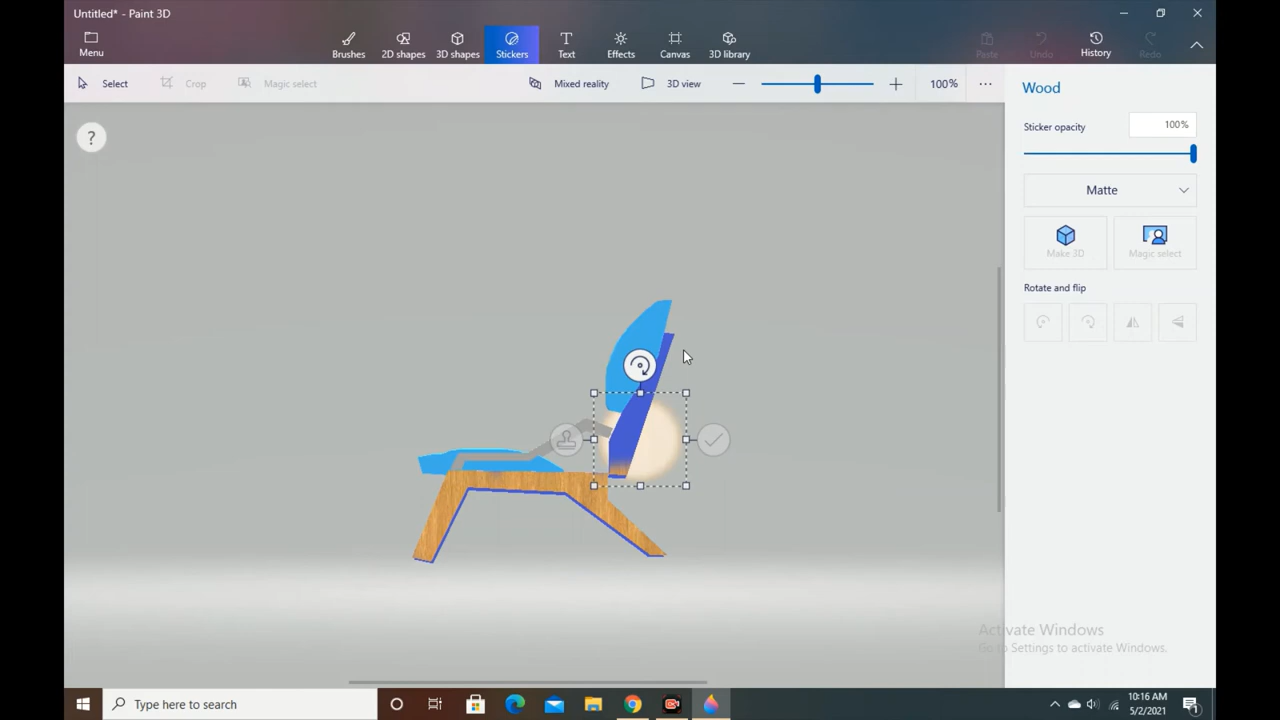 Untitled* - Paint 3D
Menu
Brushes
2D shapes
3D shapes
Stickers
Text
Effects
Canvas
3D library
Paste
Undo
History
Redo
Select
Crop
Magic select
Mixed reality
3D view
100%
?
Wood
Sticker opacity
100%
Matte
Make 3D
Magic select
Rotate and flip
Activate Windows
Go to Settings to activate Windows.
Type here to search
10:16 AM
5/2/2021
1